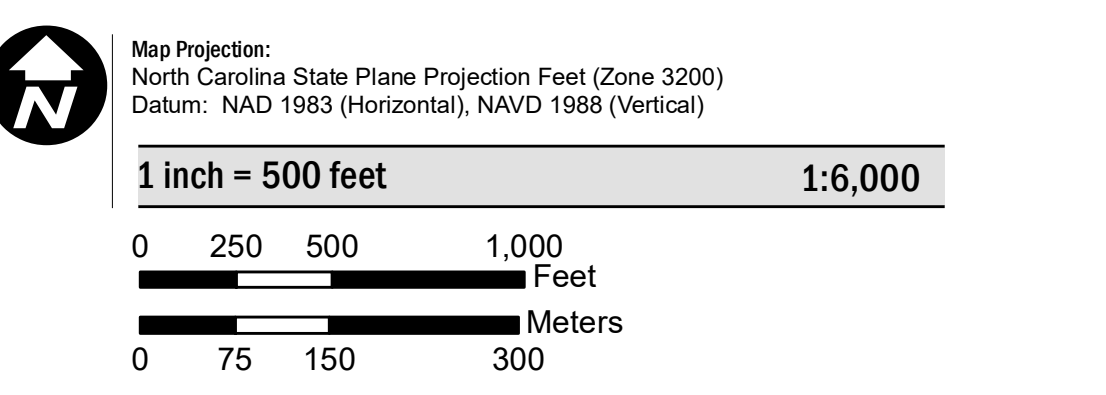 N
Map Projection:
North Carolina State Plane Projection Feet (Zone 3200)
Datum: NAD 1983 (Horizontal), NAVD 1988 (Vertical)
1 inch = 500 feet 1:6,000
0 250 500 1,000
Feet
Meters
0 75 150 300